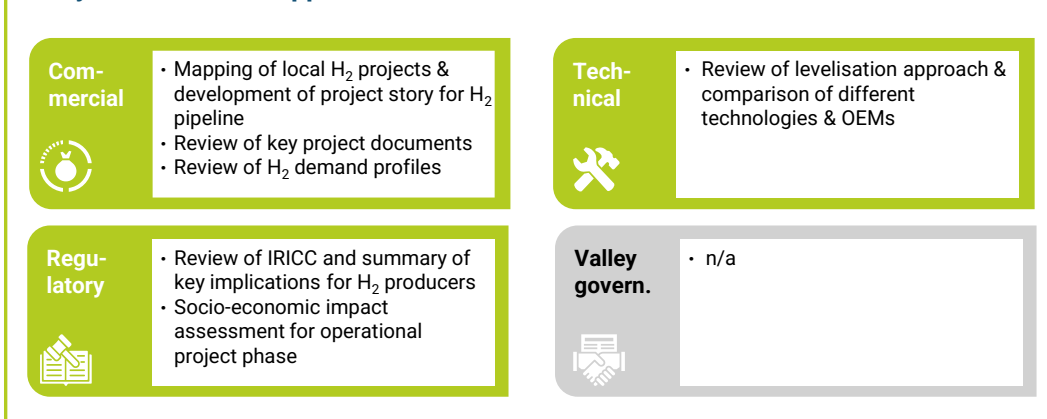 Com-
mercial
· Mapping of local H₂ projects &
development of project story for H₂
pipeline
· Review of key project documents
· Review of H₂ demand profiles
Tech-
nical
· Review of levelisation approach &
comparison of different
technologies & OEMs
Regu-
latory
· Review of IRICC and summary of
key implications for H₂ producers
· Socio-economic impact
assessment for operational
project phase
Valley
govern.
· n/a